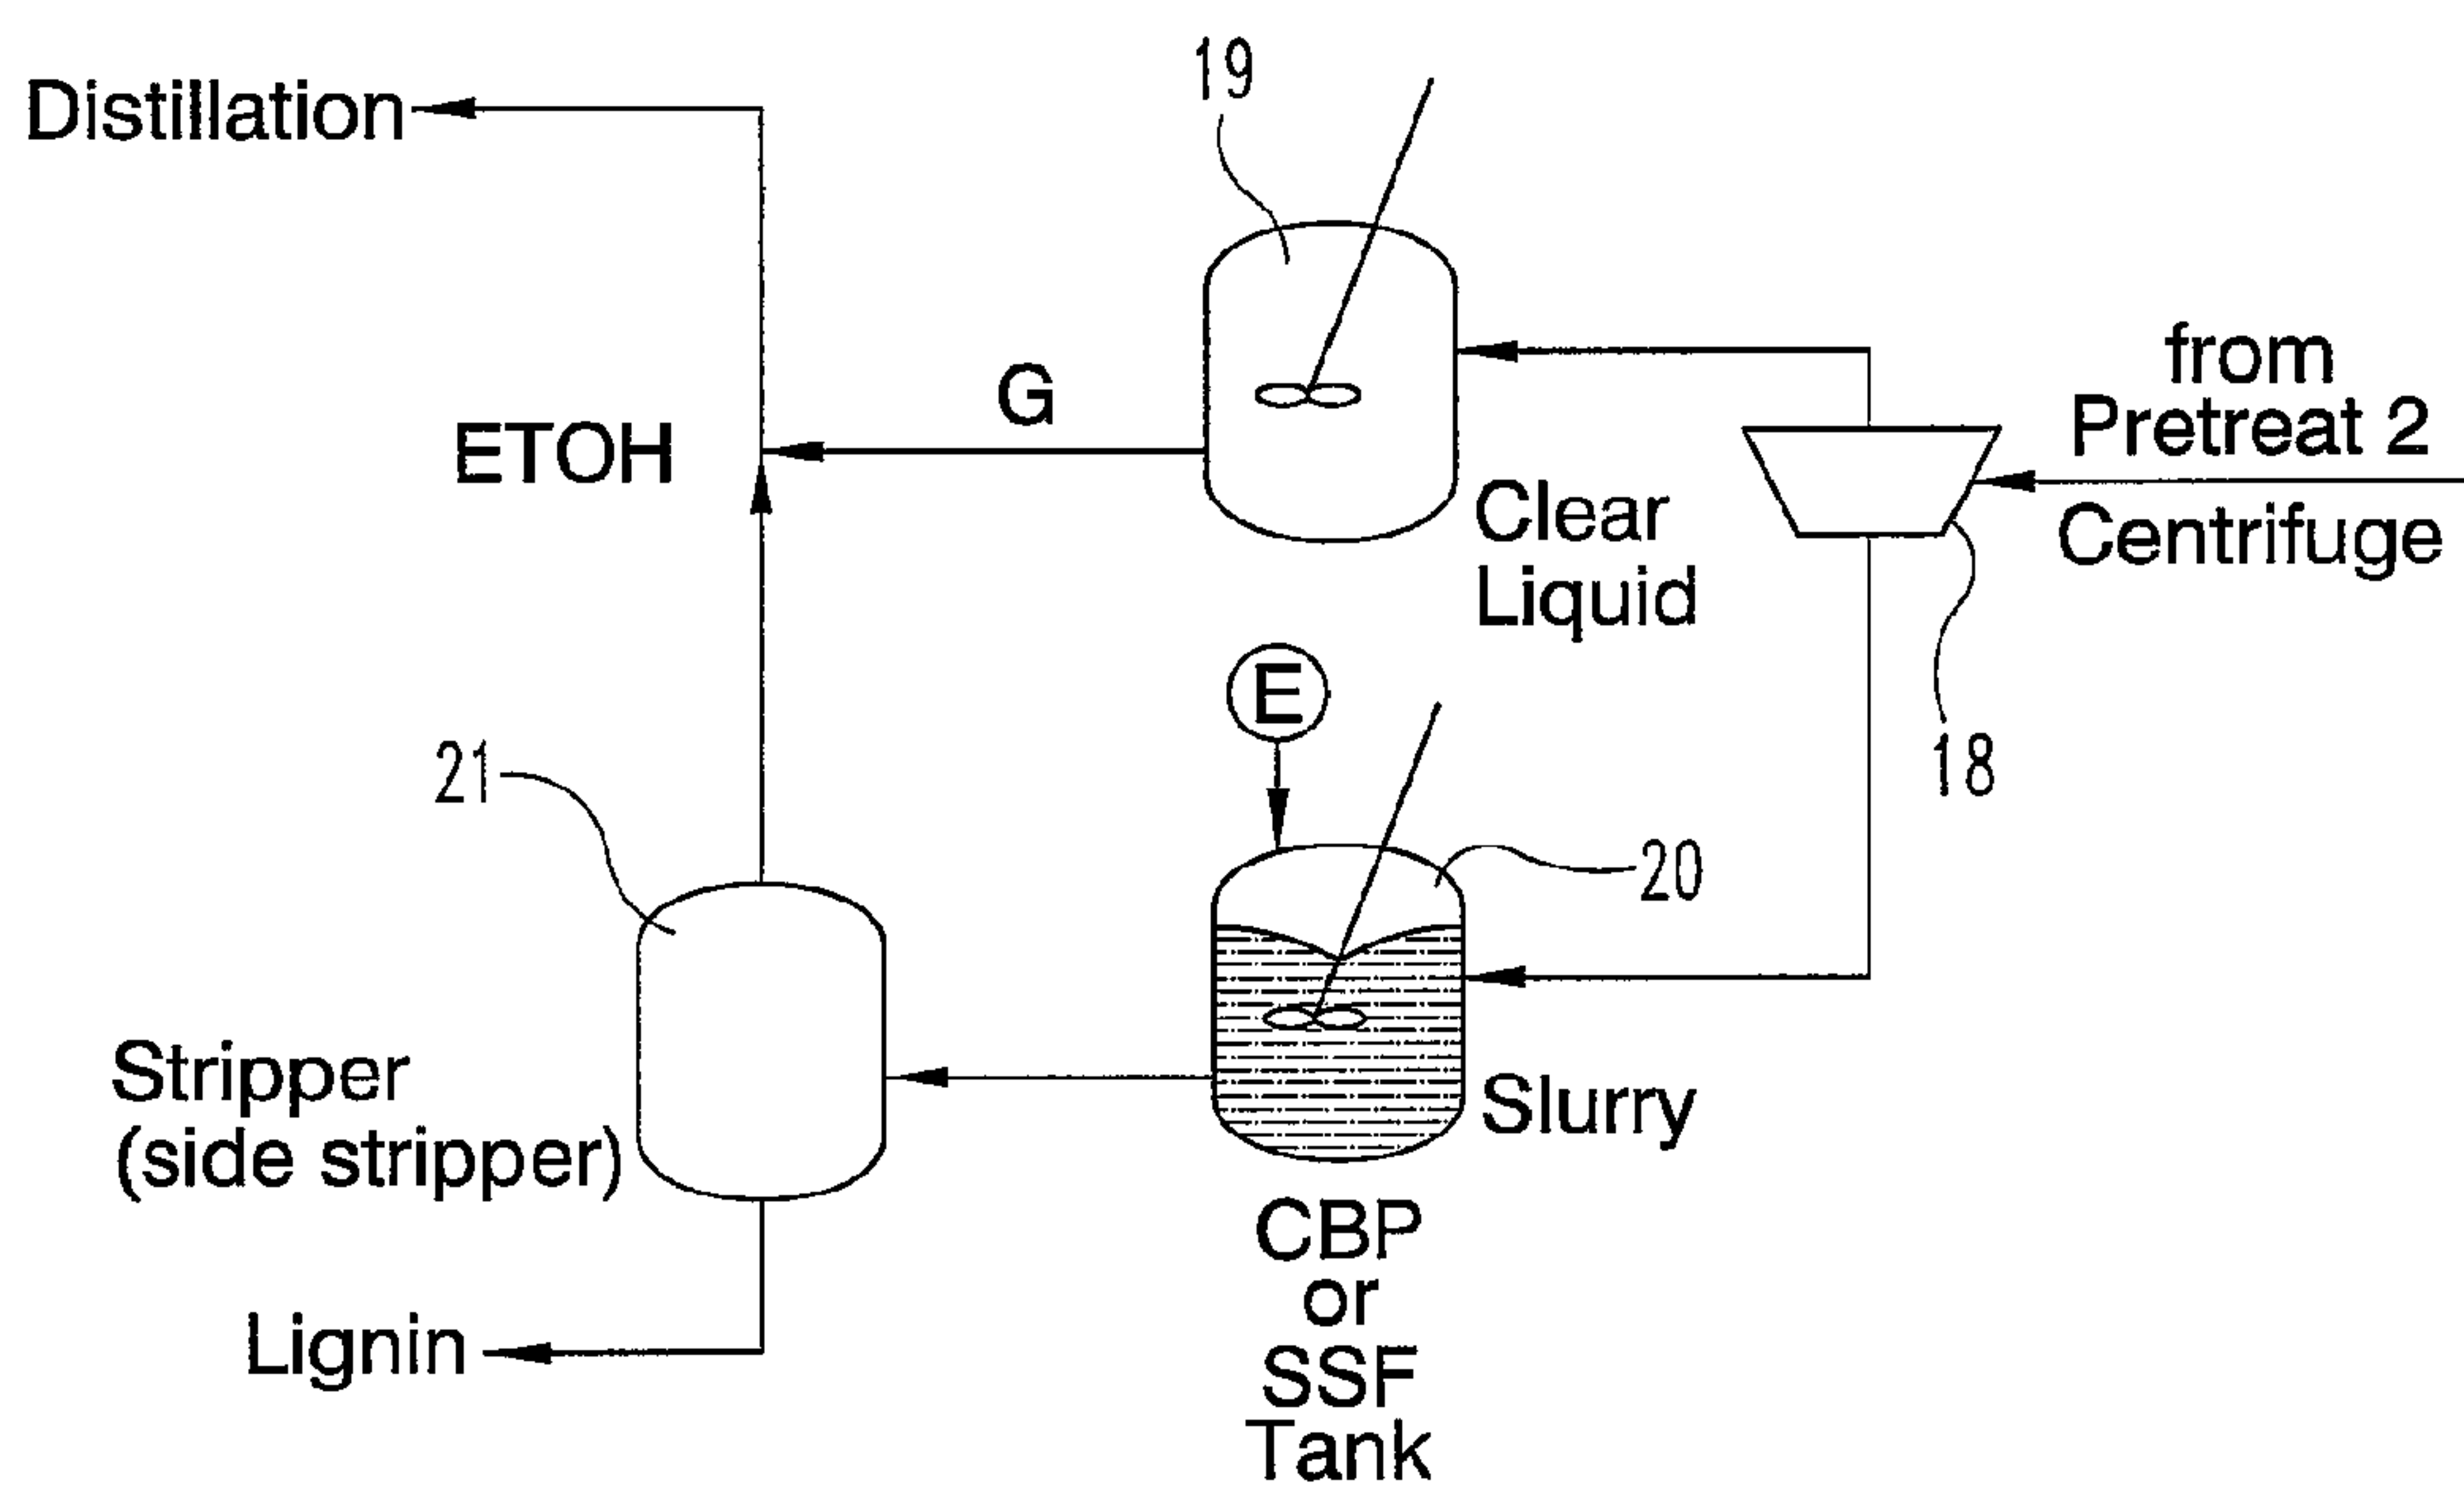 19
Distillation
from
Pretreat 2
Centrifuge
G
ETOH
Clear
Liquid
E
18
21
20
Stripper
(side stripper)
Slurry
CBP
or
SSF
Tank
Lignin